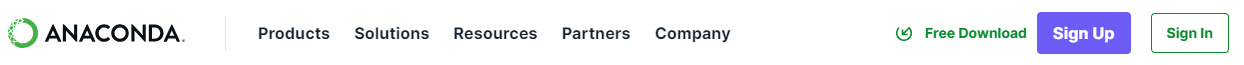 ANACONDA. Products Solutions Resources Partners Company Free Download Sign Up Sign In